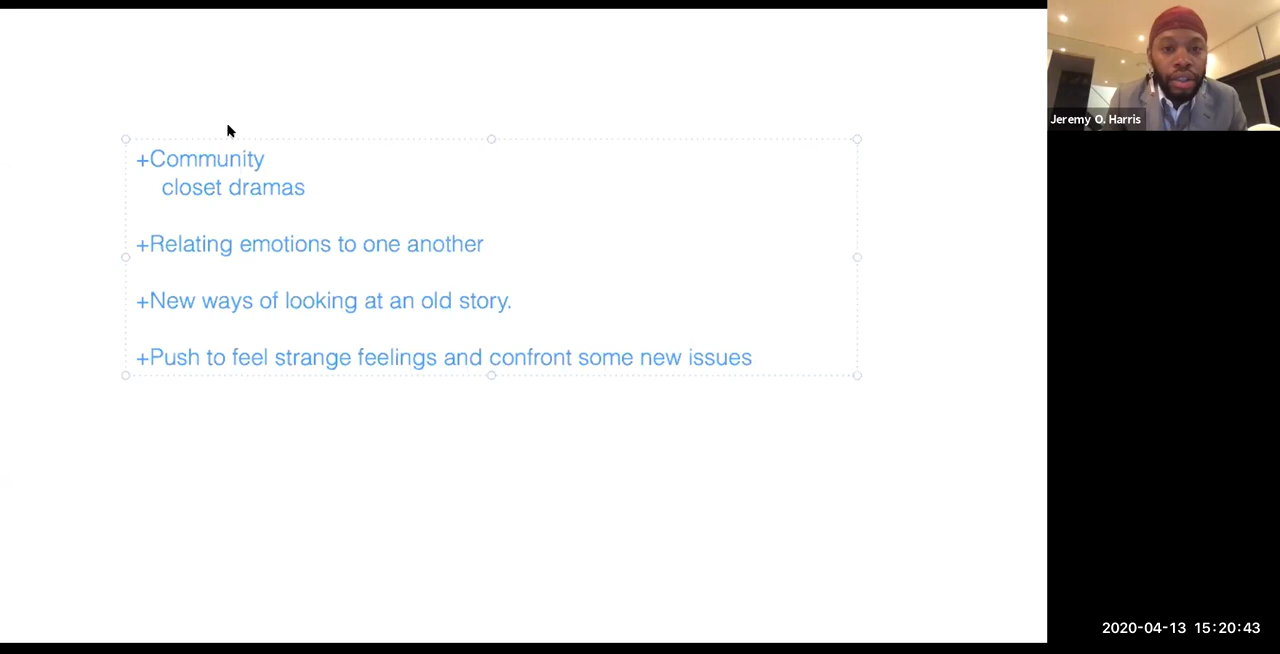 +Community
closet dramas
+Relating emotions to one another
+New ways of looking at an old story.
+Push to feel strange feelings and confront some new issues
Jeremy O. Harris
2020-04-13 15:20:43